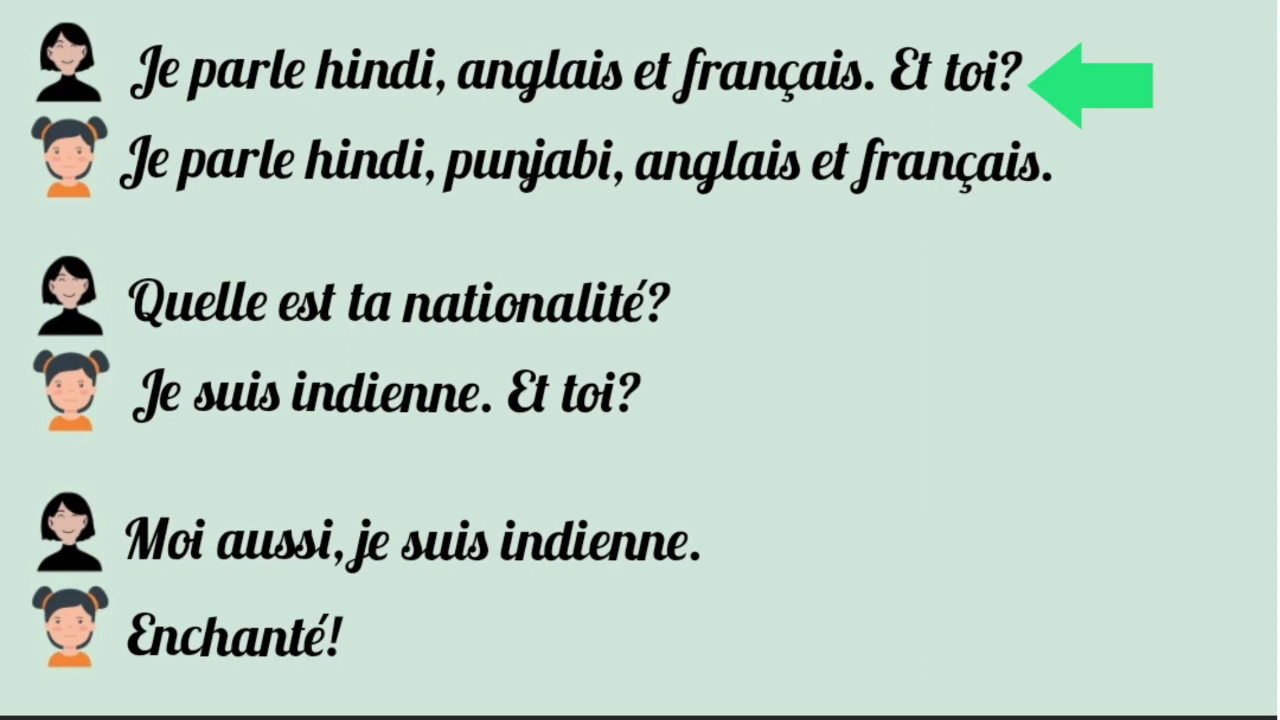 Je parle hindi, anglais et français. Et toi?
Je parle hindi, punjabi, anglais et français.
Quelle est ta nationalité?
Je suis indienne. Et toi?
Moi aussi, je suis indienne.
Enchanté!